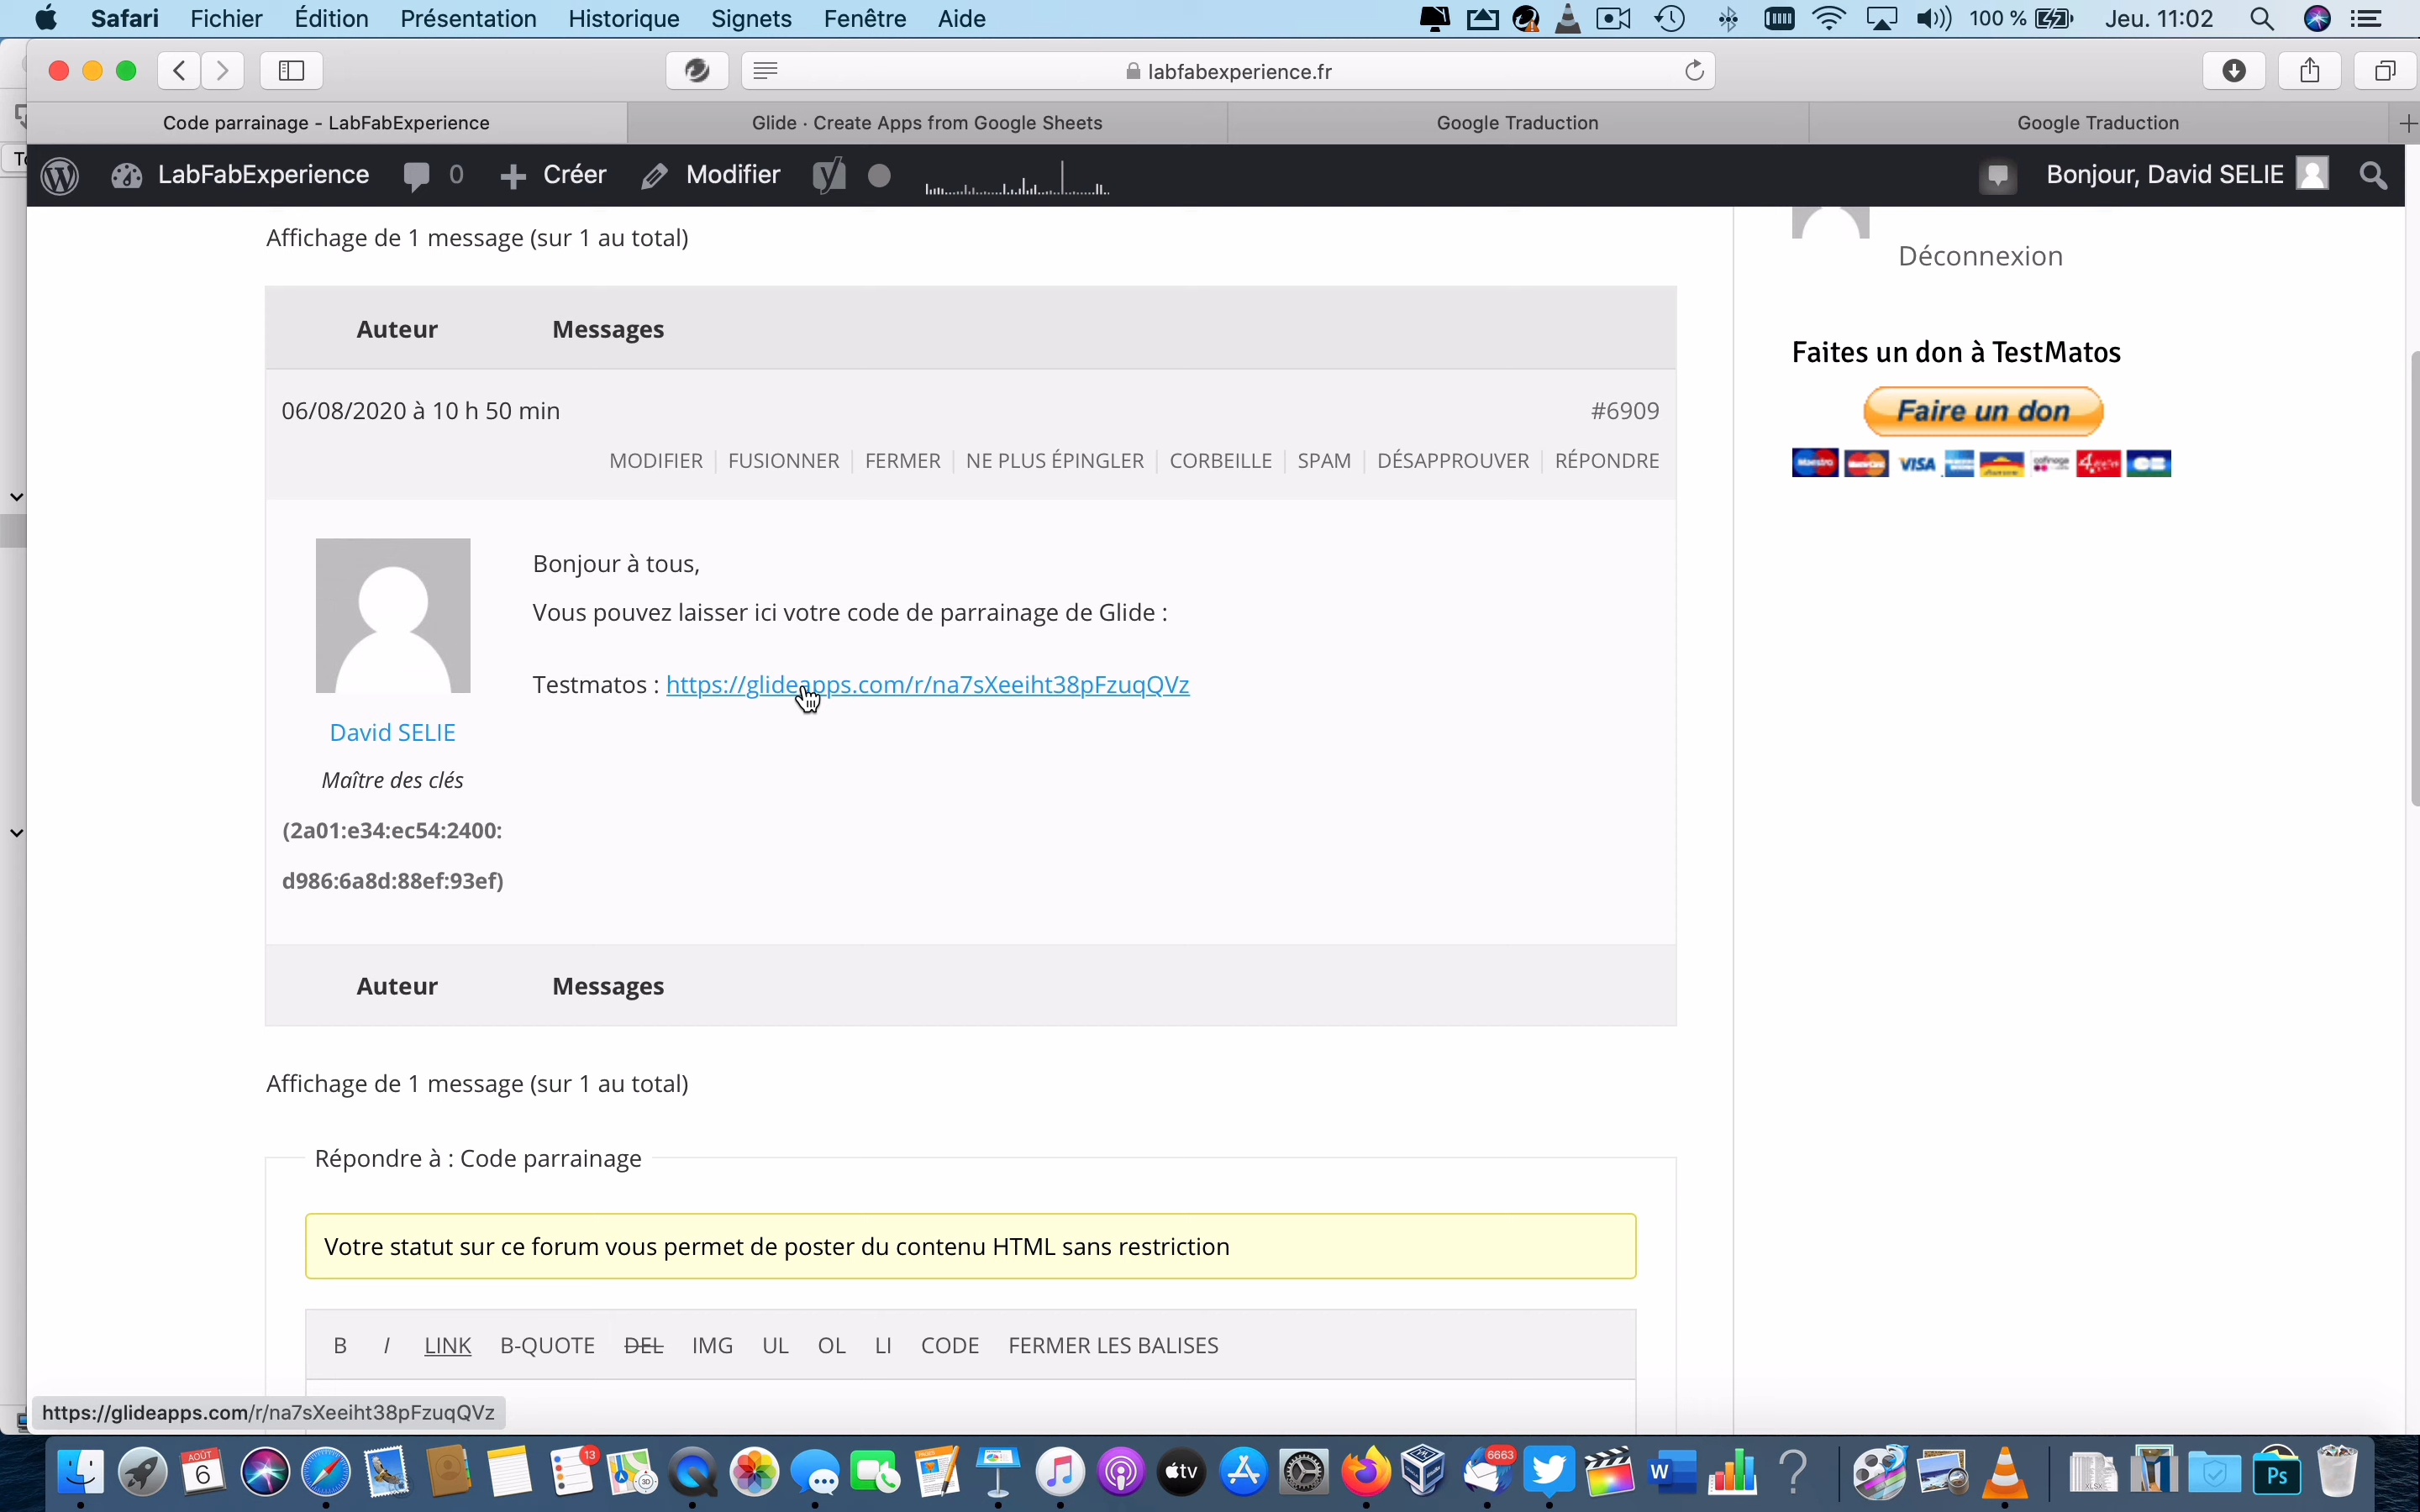 Safari Fichier Édition Présentation Historique Signets Fenêtre Aide 100 % Jeu. 11:02
labfabexperience.fr
Code parrainage - LabFabExperience Glide · Create Apps from Google Sheets Google Traduction Google Traduction
LabFabExperience 0 Créer Modifier Bonjour, David SELIE
Affichage de 1 message (sur 1 au total)
Déconnexion
Auteur Messages
Faites un don à TestMatos
Faire un don
VISA
06/08/2020 à 10 h 50 min #6909
MODIFIER FUSIONNER FERMER NE PLUS ÉPINGLER CORBEILLE SPAM DÉSAPPROUVER RÉPONDRE
Bonjour à tous,
Vous pouvez laisser ici votre code de parrainage de Glide :
Testmatos : https://glideapps.com/r/na7sXeeiht38pFzuqQVz
David SELIE
Maître des clés
(2a01:e34:ec54:2400:
d986:6a8d:88ef:93ef)
Auteur Messages
Affichage de 1 message (sur 1 au total)
Répondre à : Code parrainage
Votre statut sur ce forum vous permet de poster du contenu HTML sans restriction
B I LINK B-QUOTE DEL IMG UL OL LI CODE FERMER LES BALISES
https://glideapps.com/r/na7sXeeiht38pFzuqQVz
AOÛT
6
13
tv
6663
W
Ps